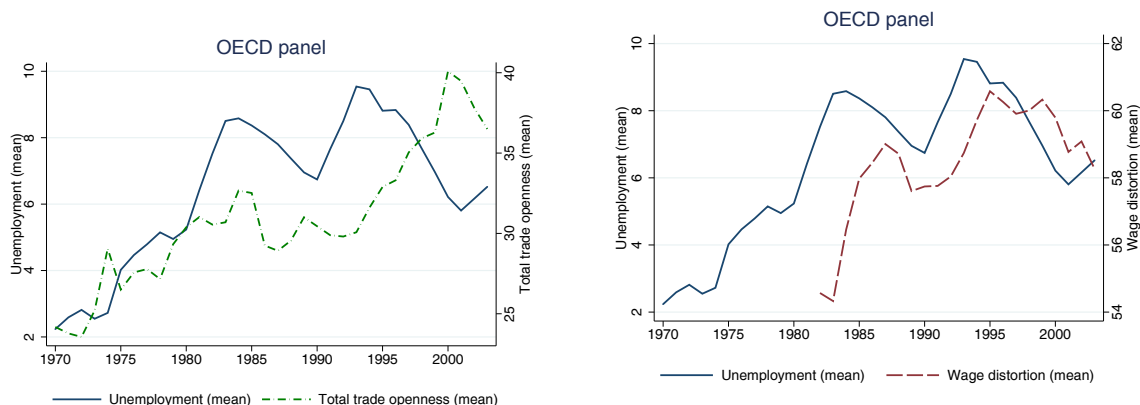 OECD panel
Unemployment (mean)
10
8
6
4
2
1970 1975 1980 1985 1990 1995 2000
40
35
30
25
Total trade openness (mean)
Unemployment (mean) Total trade openness (mean)
OECD panel
Unemployment (mean)
10
8
6
4
2
1970 1975 1980 1985 1990 1995 2000
62
60
58
56
54
Wage distortion (mean)
Unemployment (mean) Wage distortion (mean)